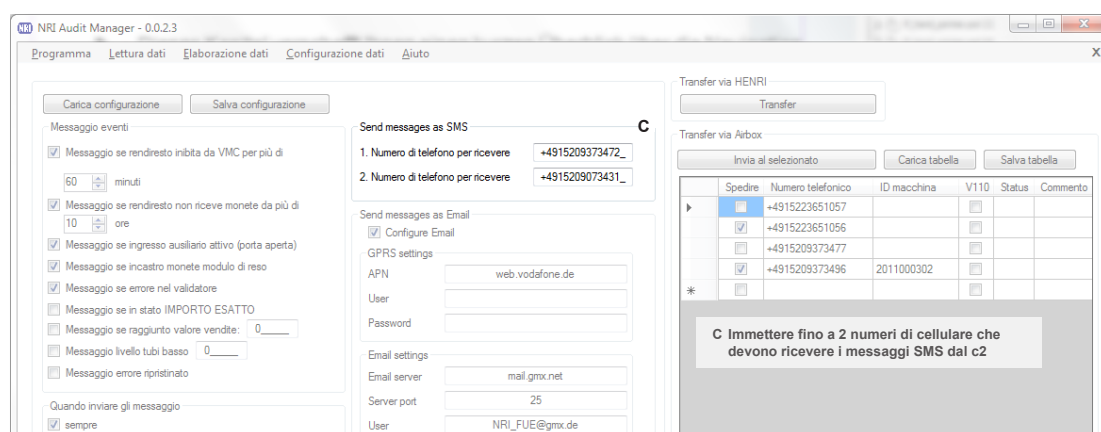 NRI Audit Manager - 0.0.2.3
Programma Lettura dati Elaborazione dati Configurazione dati Aiuto X
Carica configurazione Salva configurazione
Messaggio eventi
Messaggio se rendiresto inibita da VMC per più di
60 minuti
Messaggio se rendiresto non riceve monete da più di
10 ore
Messaggio se ingresso ausiliario attivo (porta aperta)
Messaggio se incastro monete modulo di reso
Messaggio se errore nel validatore
Messaggio se in stato IMPORTO ESATTO
Messaggio se raggiunto valore vendite: 0_____
Messaggio livello tubi basso 0_____
Messaggio errore ripristinato
Quando inviare gli messaggio
sempre
Send messages as SMS C
1. Numero di telefono per ricevere +4915209373472_
2. Numero di telefono per ricevere +4915209073431_
Send messages as Email
Configure Email
GPRS settings
APN web.vodafone.de
User
Password
Email settings
Email server mail.gmx.net
Server port 25
User NRI_FUE@gmx.de
Transfer via HENRI
Transfer
Transfer via Airbox
Invia al selezionato Carica tabella Salva tabella
Spedire Numero telefonico ID macchina V110 Status Commento
+4915223651057
+4915223651056
+4915209373477
+4915209373496 2011000302
C Immettere fino a 2 numeri di cellulare che
devono ricevere i messaggi SMS dal c2